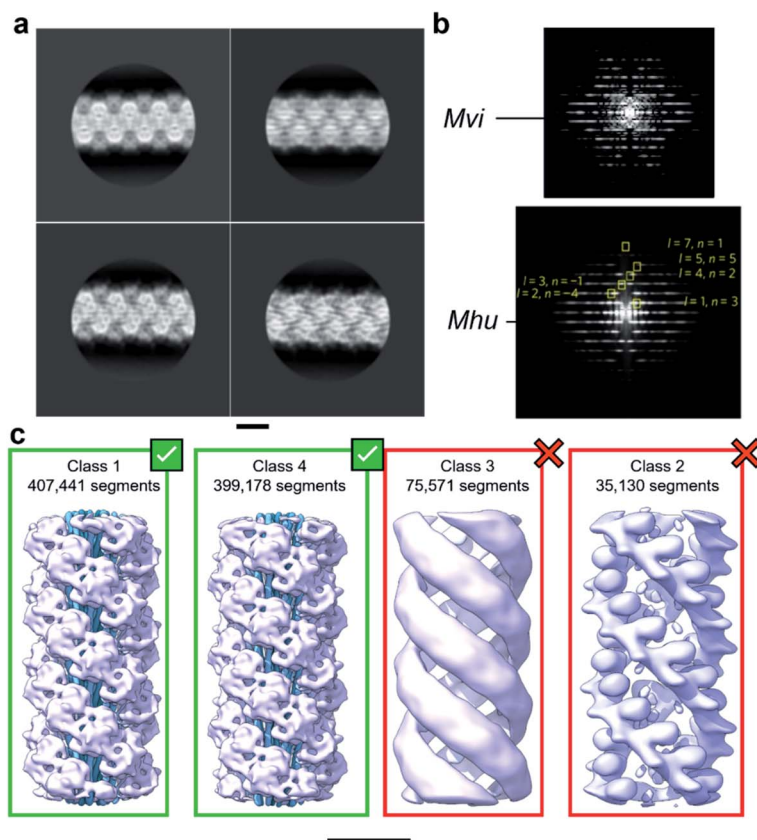 a
b
Mvi
l = 7, n = 1
l = 5, n = 5
l = 4, n = 2
l = 3, n = −1
l = 2, n = −4
l = 1, n = 3
Mhu
c
Class 1
407,441 segments
Class 4
399,178 segments
Class 3
75,571 segments
Class 2
35,130 segments